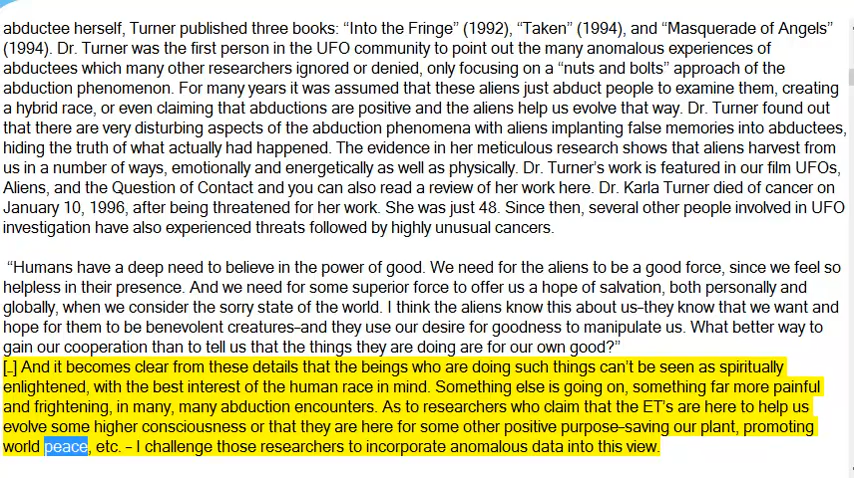 abductee herself, Turner published three books: “Into the Fringe” (1992), “Taken” (1994), and “Masquerade of Angels”
(1994). Dr. Turner was the first person in the UFO community to point out the many anomalous experiences of
abductees which many other researchers ignored or denied, only focusing on a “nuts and bolts” approach of the
abduction phenomenon. For many years it was assumed that these aliens just abduct people to examine them, creating
a hybrid race, or even claiming that abductions are positive and the aliens help us evolve that way. Dr. Turner found out
that there are very disturbing aspects of the abduction phenomena with aliens implanting false memories into abductees,
hiding the truth of what actually had happened. The evidence in her meticulous research shows that aliens harvest from
us in a number of ways, emotionally and energetically as well as physically. Dr. Turner’s work is featured in our film UFOs,
Aliens, and the Question of Contact and you can also read a review of her work here. Dr. Karla Turner died of cancer on
January 10, 1996, after being threatened for her work. She was just 48. Since then, several other people involved in UFO
investigation have also experienced threats followed by highly unusual cancers.
“Humans have a deep need to believe in the power of good. We need for the aliens to be a good force, since we feel so
helpless in their presence. And we need for some superior force to offer us a hope of salvation, both personally and
globally, when we consider the sorry state of the world. I think the aliens know this about us–they know that we want and
hope for them to be benevolent creatures–and they use our desire for goodness to manipulate us. What better way to
gain our cooperation than to tell us that the things they are doing are for our own good?”
[..] And it becomes clear from these details that the beings who are doing such things can’t be seen as spiritually
enlightened, with the best interest of the human race in mind. Something else is going on, something far more painful
and frightening, in many, many abduction encounters. As to researchers who claim that the ET’s are here to help us
evolve some higher consciousness or that they are here for some other positive purpose–saving our plant, promoting
world peace, etc. – I challenge those researchers to incorporate anomalous data into this view.